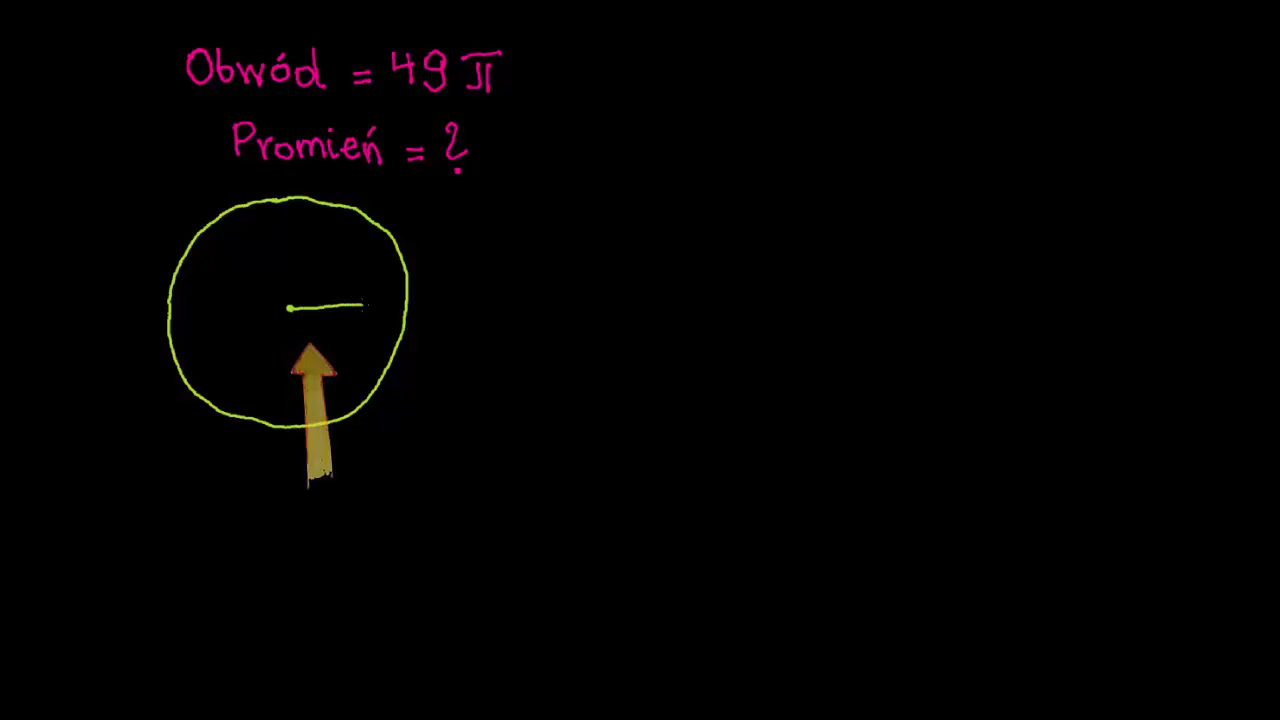 Obwód = 49 π
Promień = ?